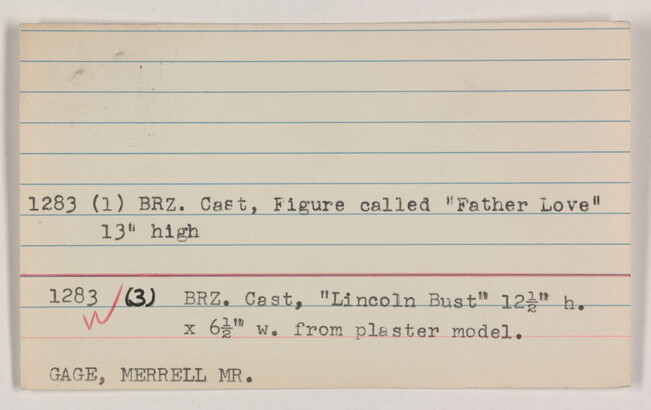 1283 (1) BRZ. Cast, Figure called "Father Love"
13" high
1283 W (3) BRZ. Cast, "Lincoln Bust" 12½" h.
x 6½" w. from plaster model.
GAGE, MERRELL MR.